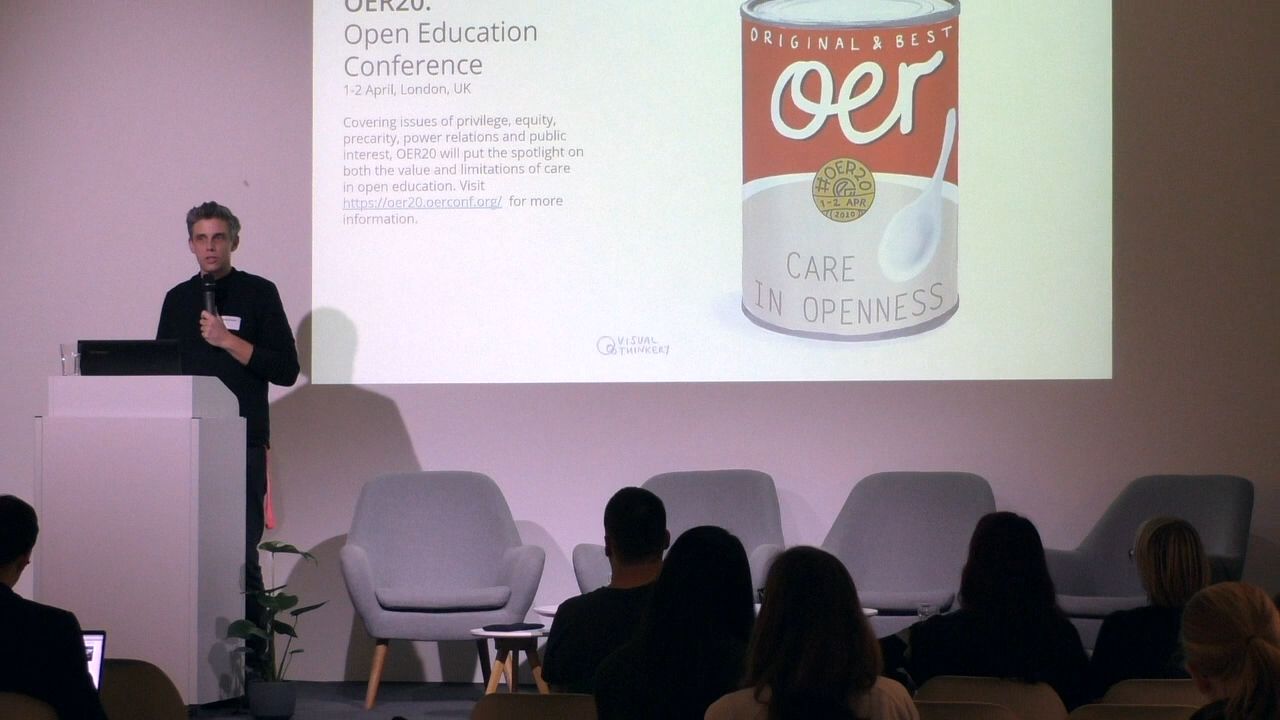 OER20:
Open Education
Conference
1-2 April, London, UK
Covering issues of privilege, equity,
precarity, power relations and public
interest, OER20 will put the spotlight on
both the value and limitations of care
in open education. Visit
https://oer20.oerconf.org/ for more
information.
VISUAL
THINKERY
ORIGINAL & BEST
oer
#OER20
1-2 APR
2020
CARE
IN OPENNESS